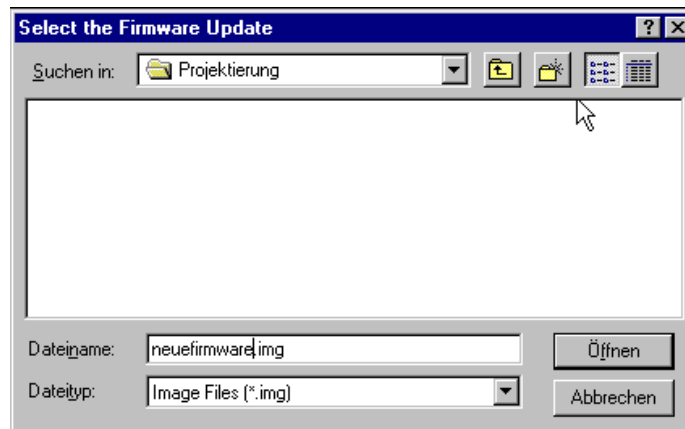 Select the Firmware Update
Suchen in: Projektierung
Dateiname: neuefirmware.img
Öffnen
Dateityp: Image Files (*.img)
Abbrechen